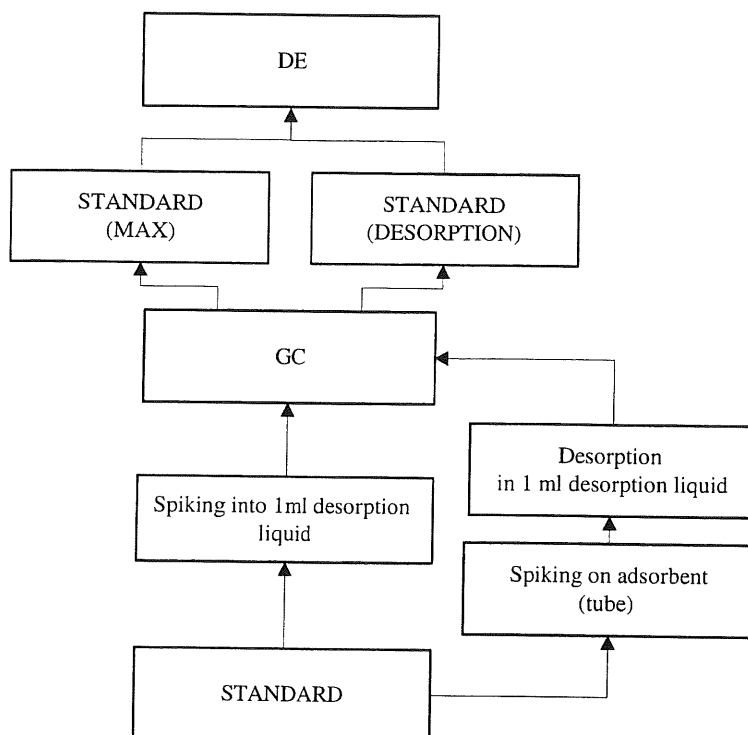 DE
STANDARD
(MAX)
STANDARD
(DESORPTION)
GC
Desorption
in 1 ml desorption liquid
Spiking into 1ml desorption
liquid
Spiking on adsorbent
(tube)
STANDARD